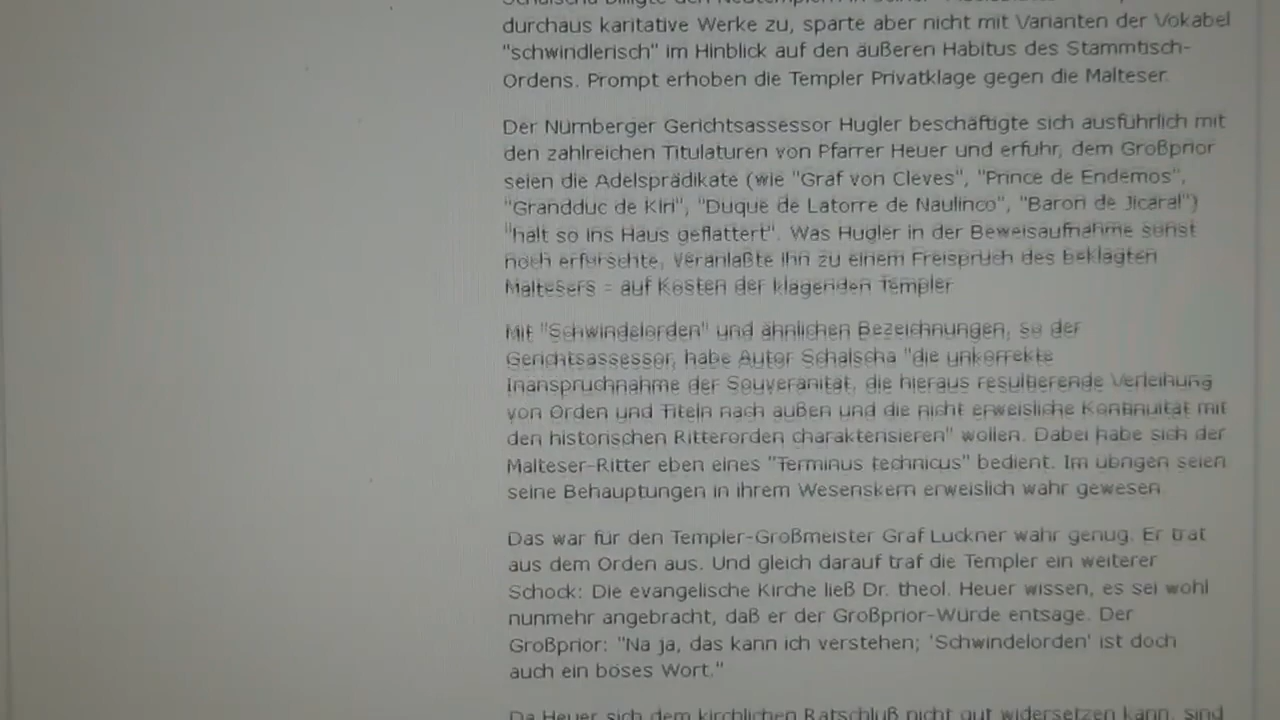 durchaus karitative Werke zu, sparte aber nicht mit Varianten der Vokabel
"schwindlerisch" im Hinblick auf den äußeren Habitus des Stammtisch-
Ordens. Prompt erhoben die Templer Privatklage gegen die Malteser.
Der Nürnberger Gerichtsassessor Hugler beschäftigte sich ausführlich mit
den zahlreichen Titulaturen von Pfarrer Heuer und erfuhr, dem Großprior
seien die Adelsprädikate (wie "Graf von Cleves", "Prince de Endemos",
"Grandduc de Kiri", "Duque de Latorre de Naulinco", "Baron de Jicaral")
"halt so ins Haus geflattert". Was Hugler in der Beweisaufnahme sonst
noch erforschte, veranlaßte ihn zu einem Freispruch des beklagten
Maltesers - auf Kosten der klagenden Templer.
Mit "Schwindelorden" und ähnlichen Bezeichnungen, so der
Gerichtsassessor, habe Autor Schalscha "die unkorrekte
Inanspruchnahme der Souveränität, die hieraus resultierende Verleihung
von Orden und Titeln nach außen und die nicht erweisliche Kontinuität mit
den historischen Ritterorden charakterisieren" wollen. Dabei habe sich der
Malteser-Ritter eben eines "Terminus technicus" bedient. Im übrigen seien
seine Behauptungen in ihrem Wesenskern erweislich wahr gewesen.
Das war für den Templer-Großmeister Graf Luckner wahr genug. Er trat
aus dem Orden aus. Und gleich darauf traf die Templer ein weiterer
Schock: Die evangelische Kirche ließ Dr. theol. Heuer wissen, es sei wohl
nunmehr angebracht, daß er der Großprior-Würde entsage. Der
Großprior: "Na ja, das kann ich verstehen; 'Schwindelorden' ist doch
auch ein böses Wort."
Da Heuer sich dem kirchlichen Ratschluß nicht gut widersetzen kann, sind